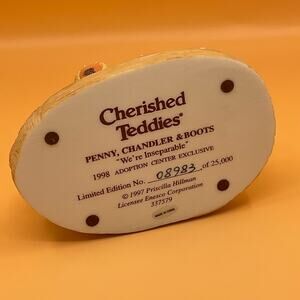 Cherished
Teddies®
PENNY, CHANDLER & BOOTS
"We're Inseparable"
1998 ADOPTION CENTER EXCLUSIVE
Limited Edition No. 08983 of 25,000
© 1997 Priscilla Hillman
Licensee Enesco Corporation
337579